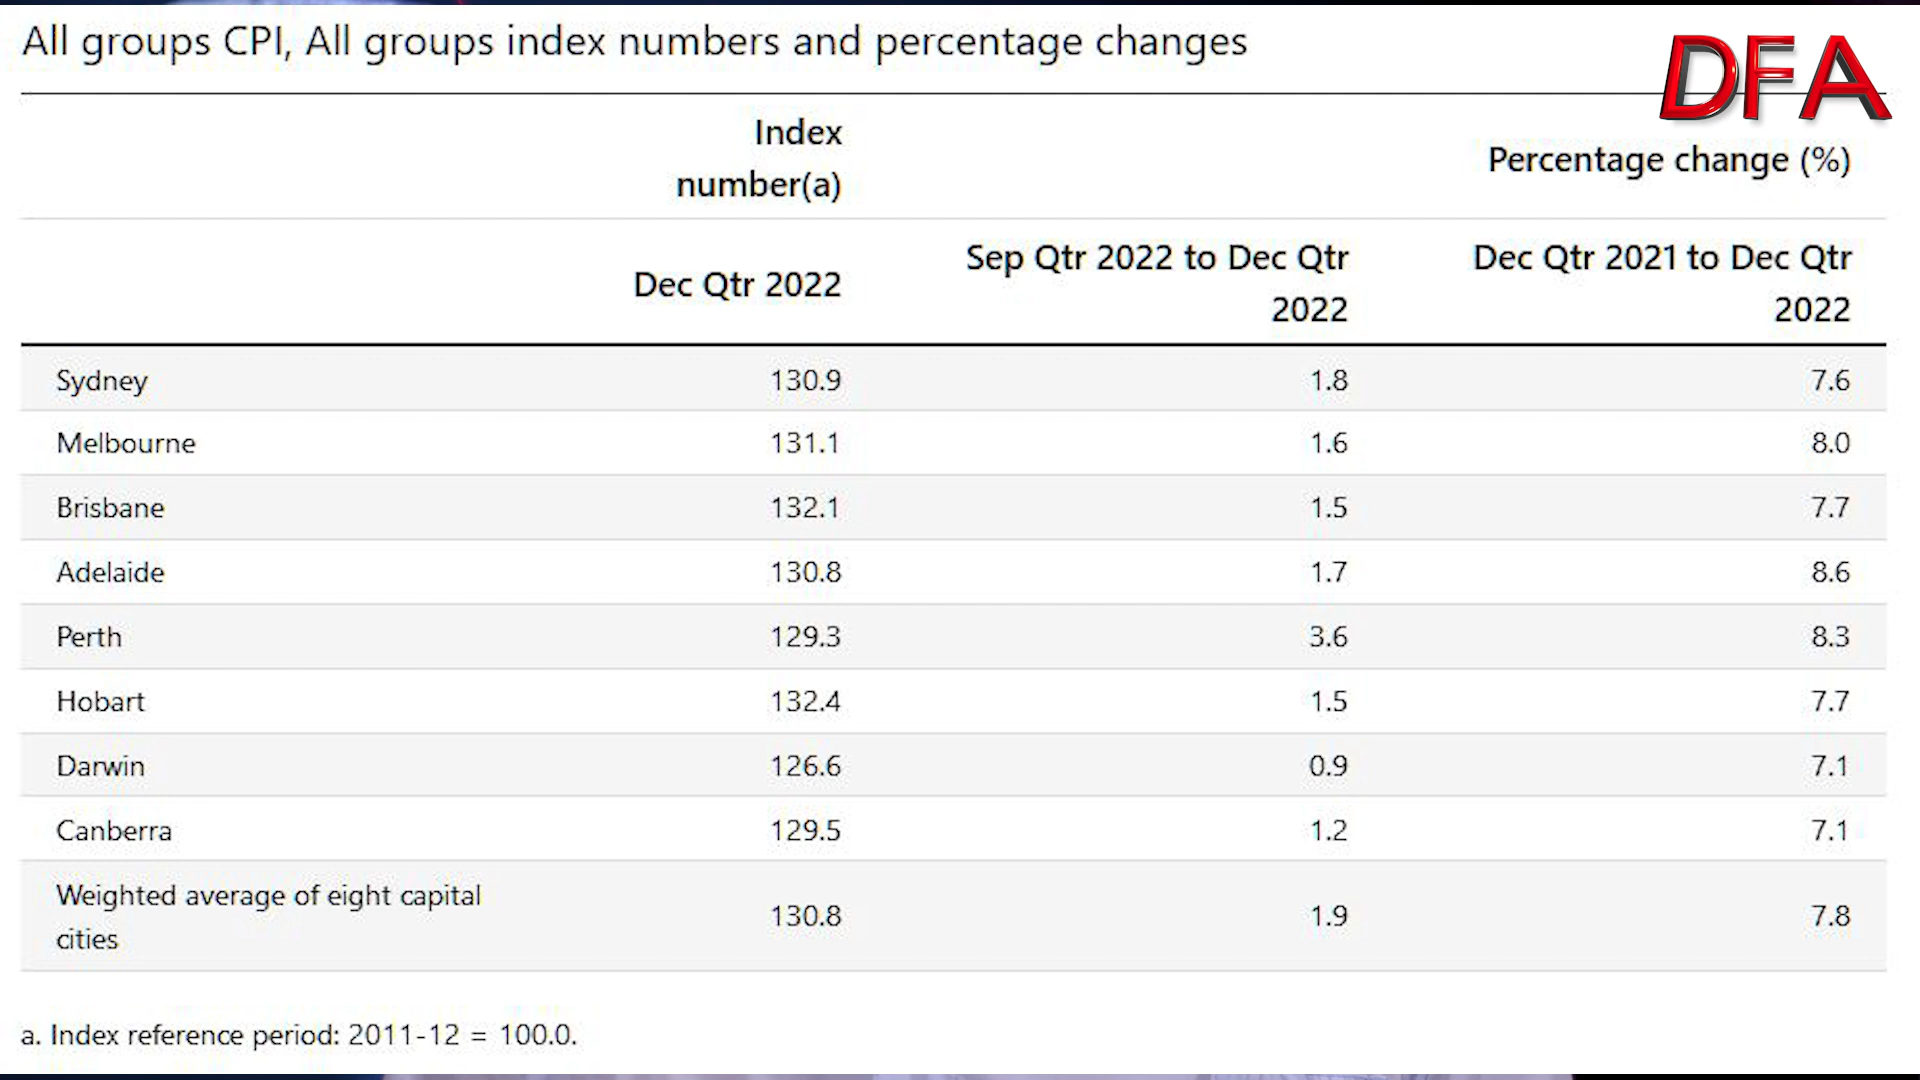 All groups CPI, All groups index numbers and percentage changes
DFA
Index
number(a)
Percentage change (%)
Dec Qtr 2022
Sep Qtr 2022 to Dec Qtr
2022
Dec Qtr 2021 to Dec Qtr
2022
Sydney 130.9 1.8 7.6
Melbourne 131.1 1.6 8.0
Brisbane 132.1 1.5 7.7
Adelaide 130.8 1.7 8.6
Perth 129.3 3.6 8.3
Hobart 132.4 1.5 7.7
Darwin 126.6 0.9 7.1
Canberra 129.5 1.2 7.1
Weighted average of eight capital
cities 130.8 1.9 7.8
a. Index reference period: 2011-12 = 100.0.